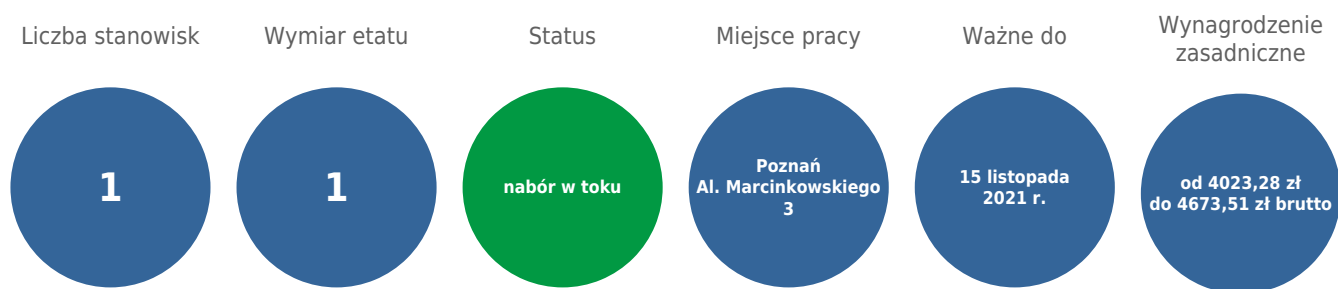 Liczba stanowisk
1
Wymiar etatu
1
Status
nabór w toku
Miejsce pracy
Poznań
Al. Marcinkowskiego
3
Ważne do
15 listopada
2021 r.
Wynagrodzenie
zasadnicze
od 4023,28 zł
do 4673,51 zł brutto